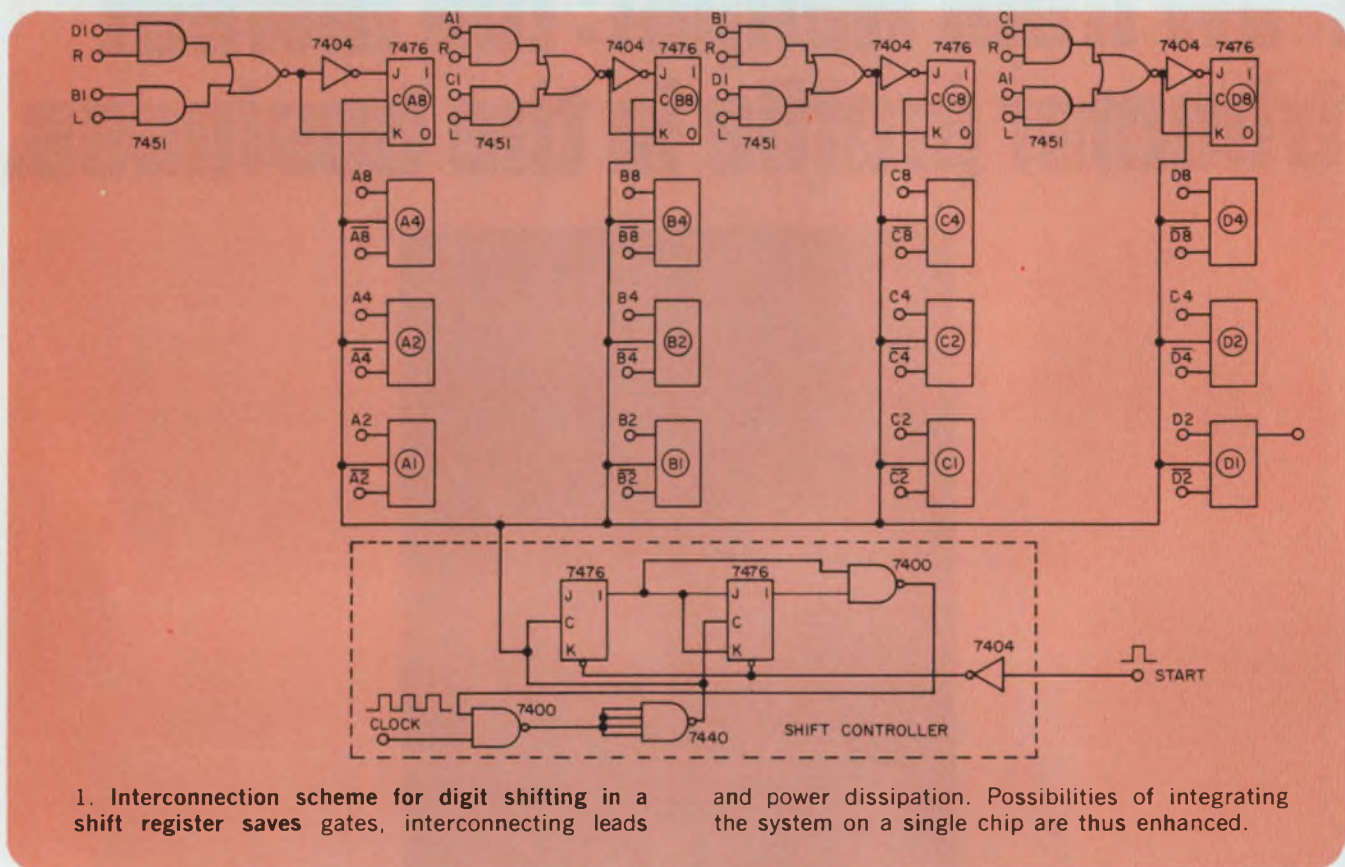 D1
R
B1
L
7451
7404
7476
J 1
C A8
K 0
A1
R
C1
L
7451
7404
7476
J 1
C B8
K 0
B1
R
D1
L
7451
7404
7476
J 1
C C8
K 0
C1
R
A1
L
7451
7404
7476
J 1
C D8
K 0
A8
A4
A8
B8
B4
B8
C8
C4
C8
D8
D4
D8
A4
A2
A4
B4
B2
B4
C4
C2
C4
D4
D2
D4
A2
A1
A2
B2
B1
B2
C2
C1
C2
D2
D1
D2
7476
J 1
C
K
7476
J 1
C
K
7400
7404
START
CLOCK
7400
7440
SHIFT CONTROLLER
1. Interconnection scheme for digit shifting in a
shift register saves gates, interconnecting leads
and power dissipation. Possibilities of integrating
the system on a single chip are thus enhanced.